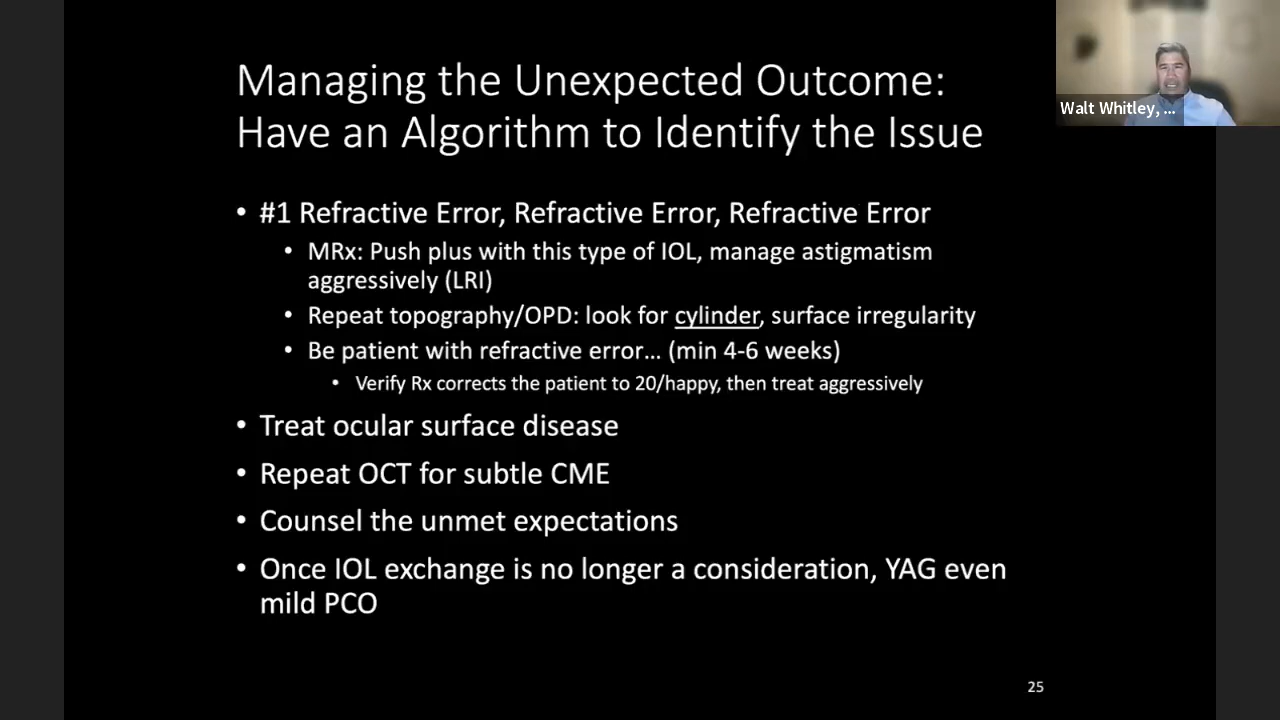 Managing the Unexpected Outcome:
Have an Algorithm to Identify the Issue
• #1 Refractive Error, Refractive Error, Refractive Error
• MRx: Push plus with this type of IOL, manage astigmatism
aggressively (LRI)
• Repeat topography/OPD: look for cylinder, surface irregularity
• Be patient with refractive error… (min 4-6 weeks)
• Verify Rx corrects the patient to 20/happy, then treat aggressively
• Treat ocular surface disease
• Repeat OCT for subtle CME
• Counsel the unmet expectations
• Once IOL exchange is no longer a consideration, YAG even
mild PCO
25
Walt Whitley, ...